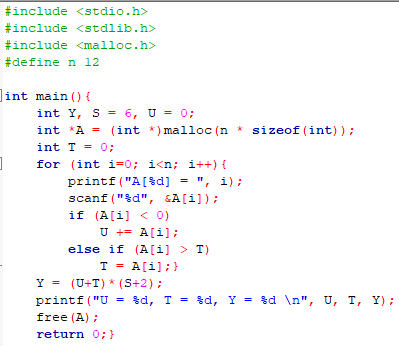 #include <stdio.h>
#include <stdlib.h>
#include <malloc.h>
#define n 12
int main(){
int Y, S = 6, U = 0;
int *A = (int *)malloc(n * sizeof(int));
int T = 0;
for (int i=0; i<n; i++){
printf("A[%d] = ", i);
scanf("%d", &A[i]);
if (A[i] < 0)
U += A[i];
else if (A[i] > T)
T = A[i];}
Y = (U+T)*(S+2);
printf("U = %d, T = %d, Y = %d \n", U, T, Y);
free(A);
return 0;}